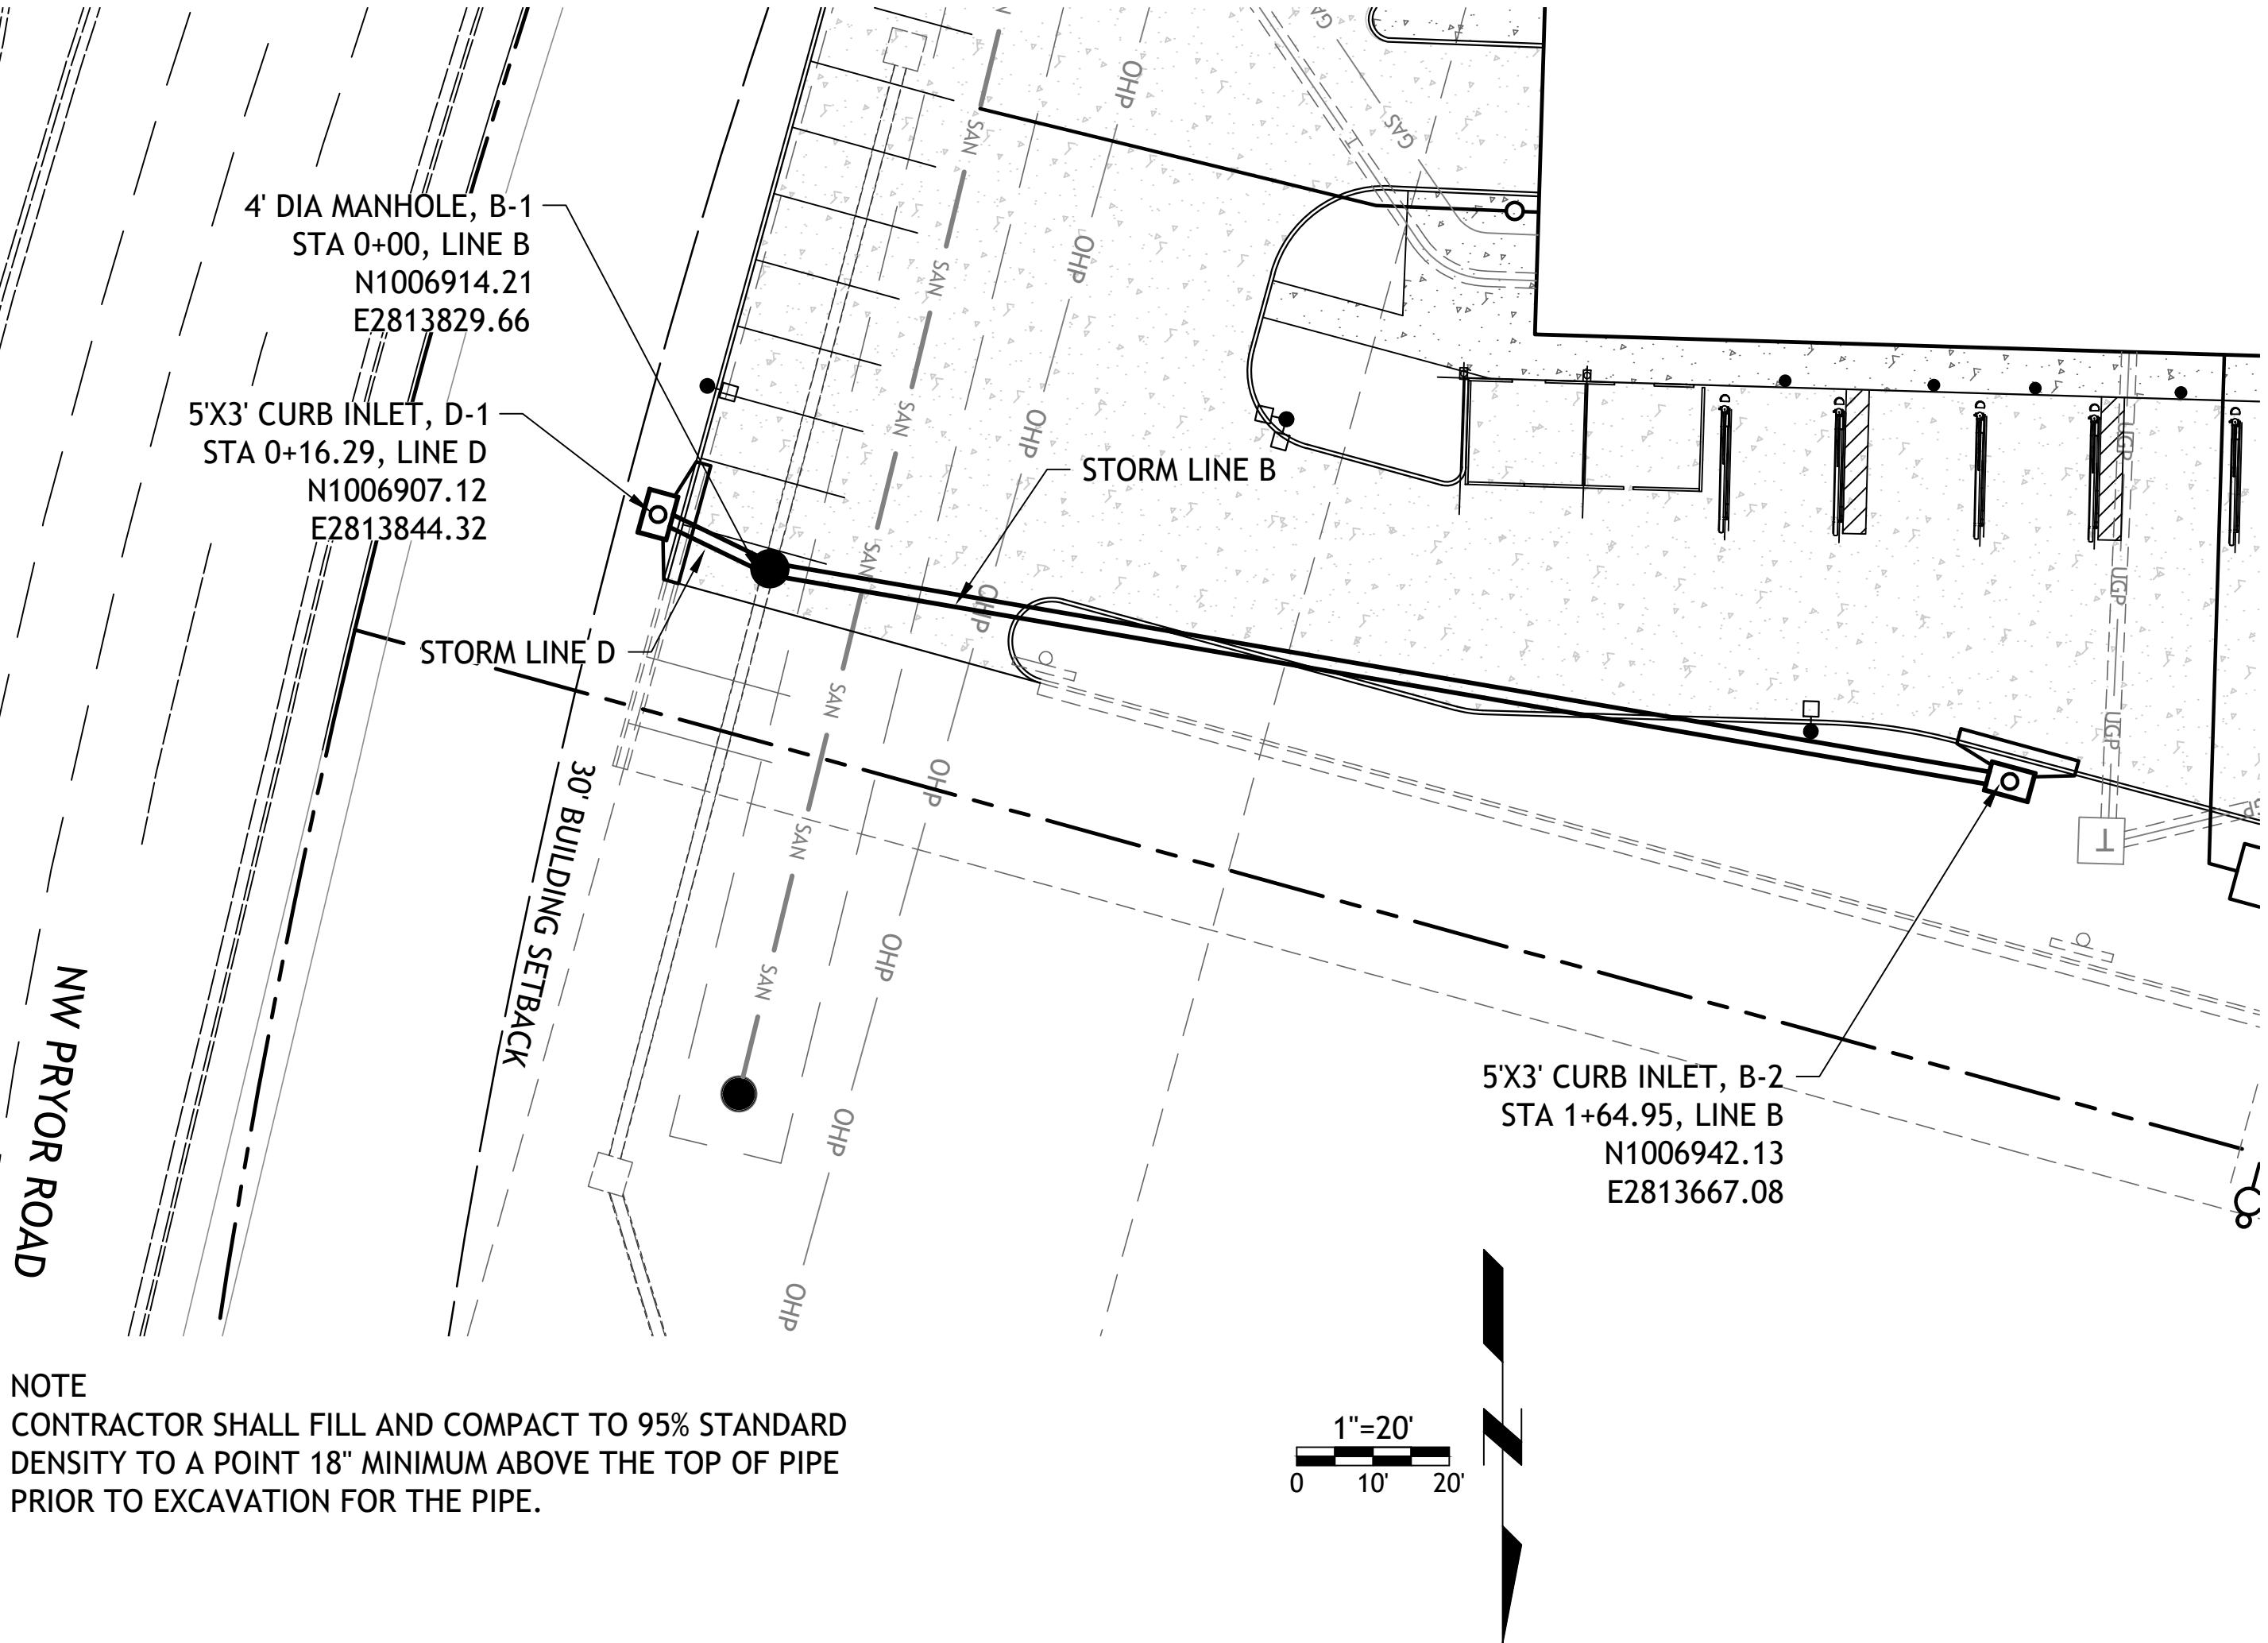 4' DIA MANHOLE, B-1
STA 0+00, LINE B
N1006914.21
E2813829.66
5'X3' CURB INLET, D-1
STA 0+16.29, LINE D
N1006907.12
E2813844.32
STORM LINE B
STORM LINE D
30' BUILDING SETBACK
NW PRYOR ROAD
5'X3' CURB INLET, B-2
STA 1+64.95, LINE B
N1006942.13
E2813667.08
SAN
SAN
SAN
SAN
SAN
SAN
SAN
OHP
OHP
OHP
OHP
OHP
OHP
OHP
OHP
GAS
T
UGP
UGP
UGP
T
NOTE
CONTRACTOR SHALL FILL AND COMPACT TO 95% STANDARD
DENSITY TO A POINT 18" MINIMUM ABOVE THE TOP OF PIPE
PRIOR TO EXCAVATION FOR THE PIPE.
1"=20'
0 10' 20'
N